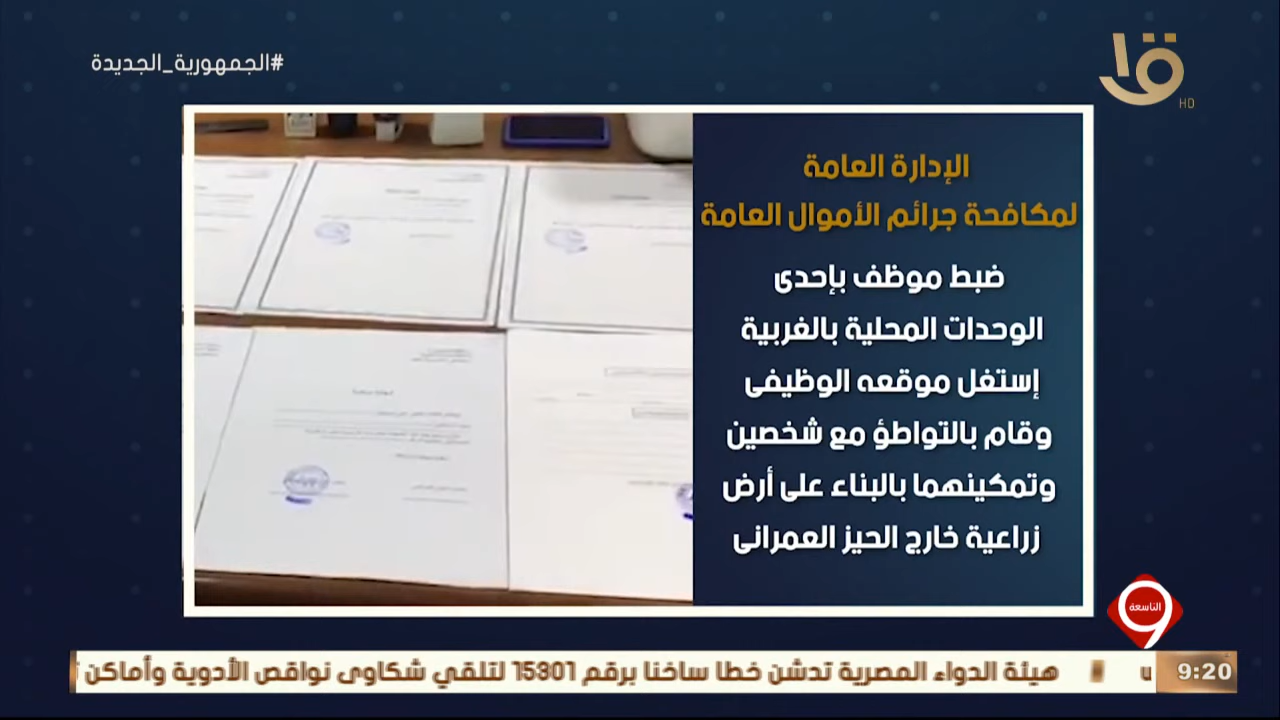 #الجمهورية_الجديدة
HD
الإدارة العامة
لمكافحة جرائم الأموال العامة
ضبط موظف بإحدى
الوحدات المحلية بالغربية
إستغل موقعه الوظيفى
وقام بالتواطؤ مع شخصين
وتمكينهما بالبناء على أرض
زراعية خارج الحيز العمرانى
التاسعة
9
9:20
هيئة الدواء المصرية تدشن خطا ساخنا برقم 15301 لتلقي شكاوى نواقص الأدوية وأماكن